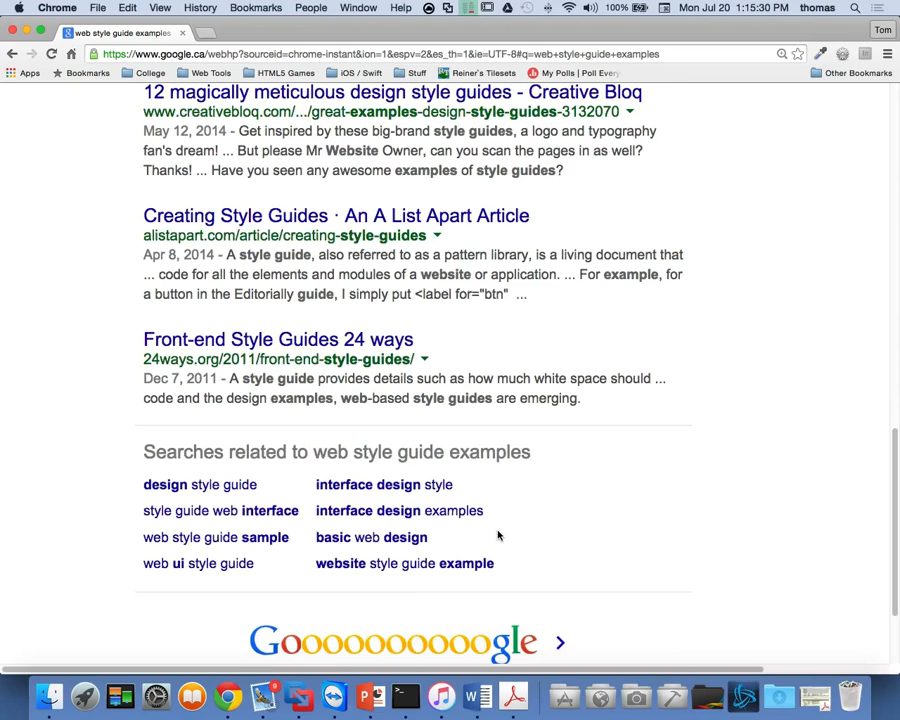 Chrome File Edit View History Bookmarks People Window Help 100% Mon Jul 20 1:15:30 PM thomas
web style guide examples Tom
https://www.google.ca/webhp?sourceid=chrome-instant&ion=1&espv=2&es_th=1&ie=UTF-8#q=web+style+guide+examples
Apps Bookmarks College Web Tools HTML5 Games iOS / Swift Stuff Reiner's Tilesets My Polls | Poll Every Other Bookmarks
12 magically meticulous design style guides - Creative Bloq
www.creativebloq.com/.../great-examples-design-style-guides-3132070
May 12, 2014 - Get inspired by these big-brand style guides, a logo and typography
fan's dream! ... But please Mr Website Owner, can you scan the pages in as well?
Thanks! ... Have you seen any awesome examples of style guides?
Creating Style Guides · An A List Apart Article
alistapart.com/article/creating-style-guides
Apr 8, 2014 - A style guide, also referred to as a pattern library, is a living document that
... code for all the elements and modules of a website or application. ... For example, for
a button in the Editorially guide, I simply put <label for="btn" ...
Front-end Style Guides 24 ways
24ways.org/2011/front-end-style-guides/
Dec 7, 2011 - A style guide provides details such as how much white space should ...
code and the design examples, web-based style guides are emerging.
Searches related to web style guide examples
design style guide interface design style
style guide web interface interface design examples
web style guide sample basic web design
web ui style guide website style guide example
Goooooooooogle >
9